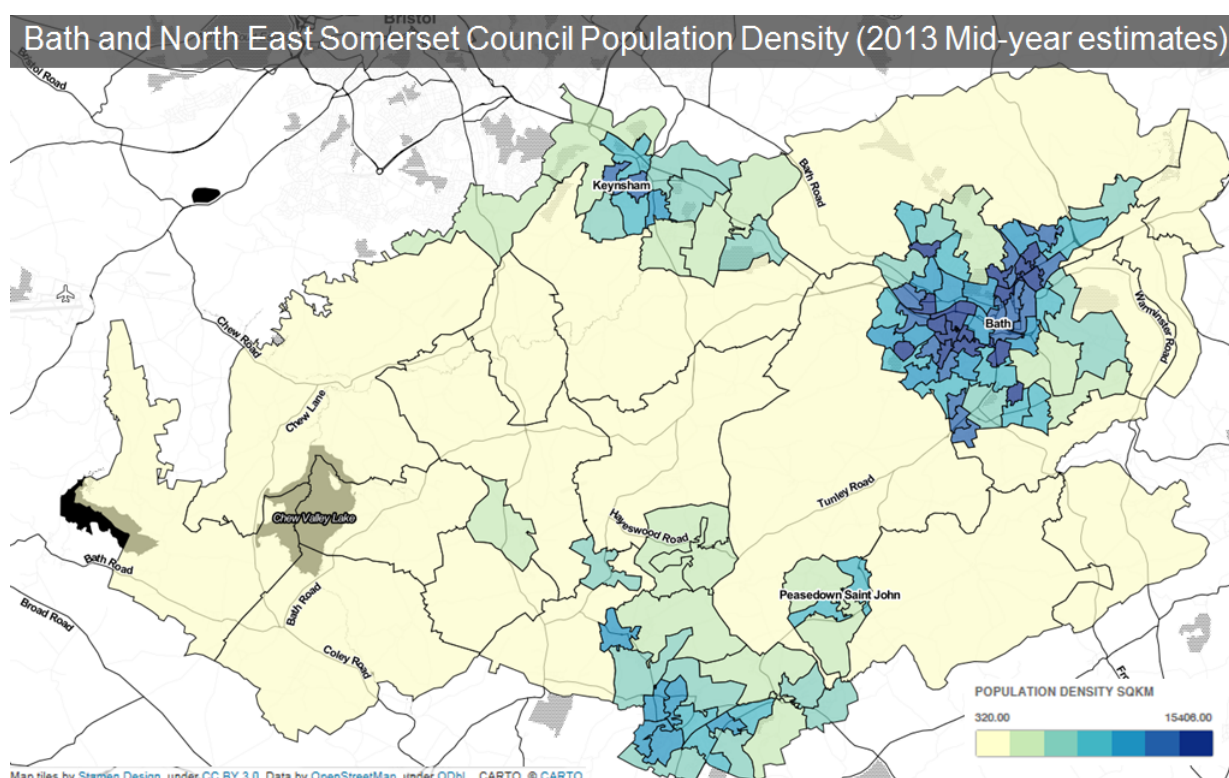 Bristol
Bath and North East Somerset Council Population Density (2013 Mid-year estimates)
Bristol Road
Keynsham
Bath Road
Bath
Warminster Road
Chew Road
Chew Lane
Chew Valley Lake
Tunley Road
Hayeswood Road
Bath Road
Bath Road
Broad Road
Coley Road
Peasedown Saint John
POPULATION DENSITY SQKM
320.00 15406.00
Map tiles by Stamen Design, under CC BY 3.0. Data by OpenStreetMap, under ODbL. CARTO, © CARTO